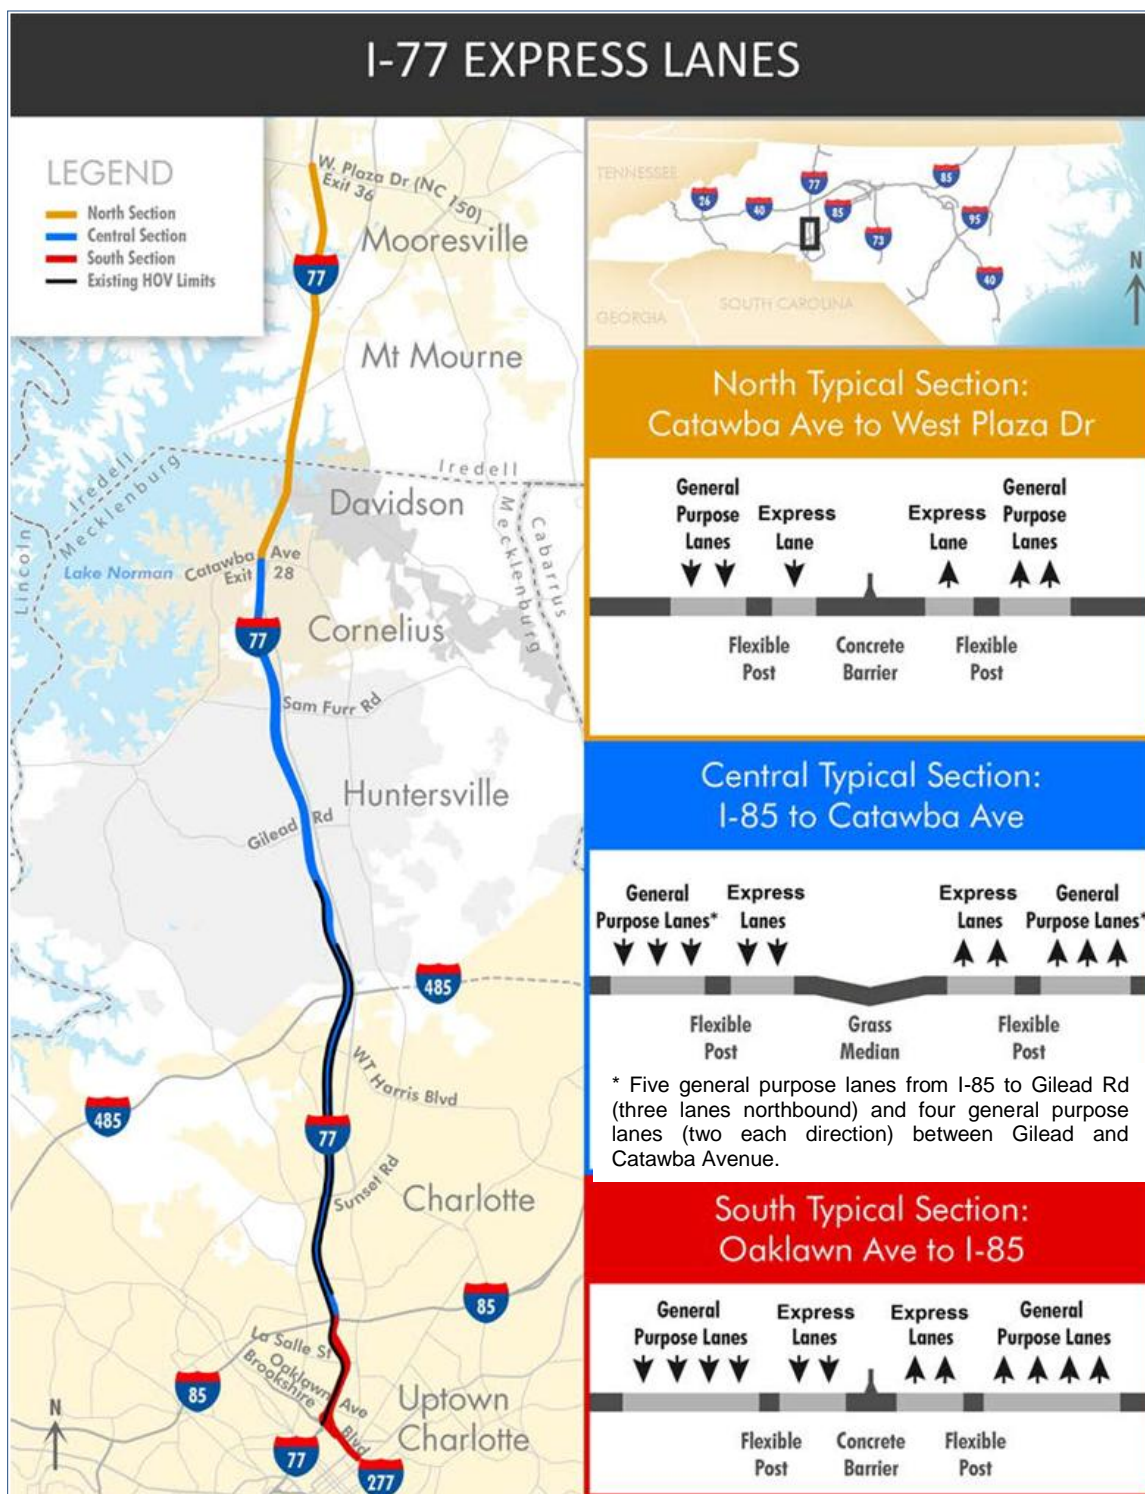 I-77 EXPRESS LANES
LEGEND
North Section
Central Section
South Section
Existing HOV Limits
W. Plaza Dr (NC 150)
Exit 36
Mooresville
77
Mt Mourne
Iredell
Mecklenburg
Iredell
Mecklenburg
Cabarrus
Lincoln
Davidson
Lake Norman
Catawba Ave
Exit 28
77
Cornelius
Sam Furr Rd
Huntersville
Gilead Rd
485
WT Harris Blvd
485
77
Sunset Rd
Charlotte
85
La Salle St
Oaklawn Ave
Brookshire Blvd
85
Uptown
Charlotte
N
77
277
TENNESSEE
26
40
77
85
85
73
95
40
SOUTH CAROLINA
GEORGIA
N
North Typical Section:
Catawba Ave to West Plaza Dr
General Purpose Lanes
Express Lane
Express Lane
General Purpose Lanes
Flexible Post
Concrete Barrier
Flexible Post
Central Typical Section:
I-85 to Catawba Ave
General Purpose Lanes*
Express Lanes
Express Lanes
General Purpose Lanes*
Flexible Post
Grass Median
Flexible Post
* Five general purpose lanes from I-85 to Gilead Rd
(three lanes northbound) and four general purpose
lanes (two each direction) between Gilead and
Catawba Avenue.
South Typical Section:
Oaklawn Ave to I-85
General Purpose Lanes
Express Lanes
Express Lanes
General Purpose Lanes
Flexible Post
Concrete Barrier
Flexible Post